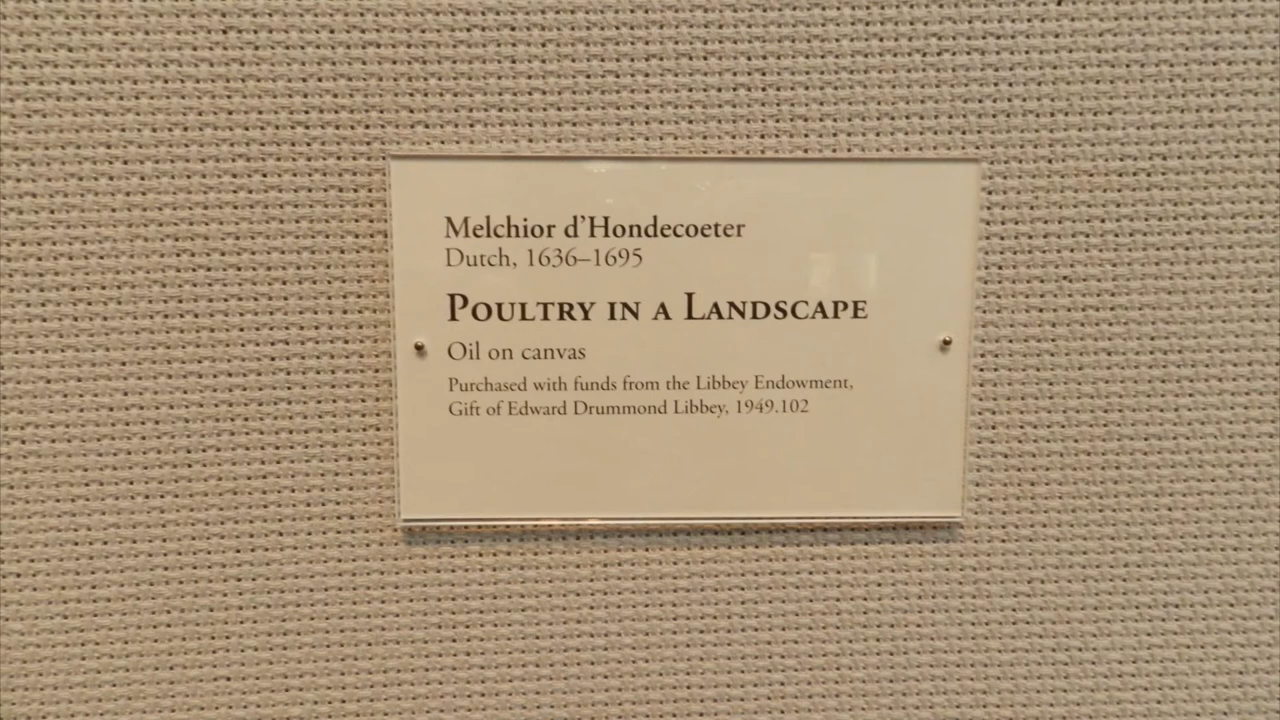 Melchior d'Hondecoeter
Dutch, 1636–1695
Poultry in a Landscape
Oil on canvas
Purchased with funds from the Libbey Endowment,
Gift of Edward Drummond Libbey, 1949.102